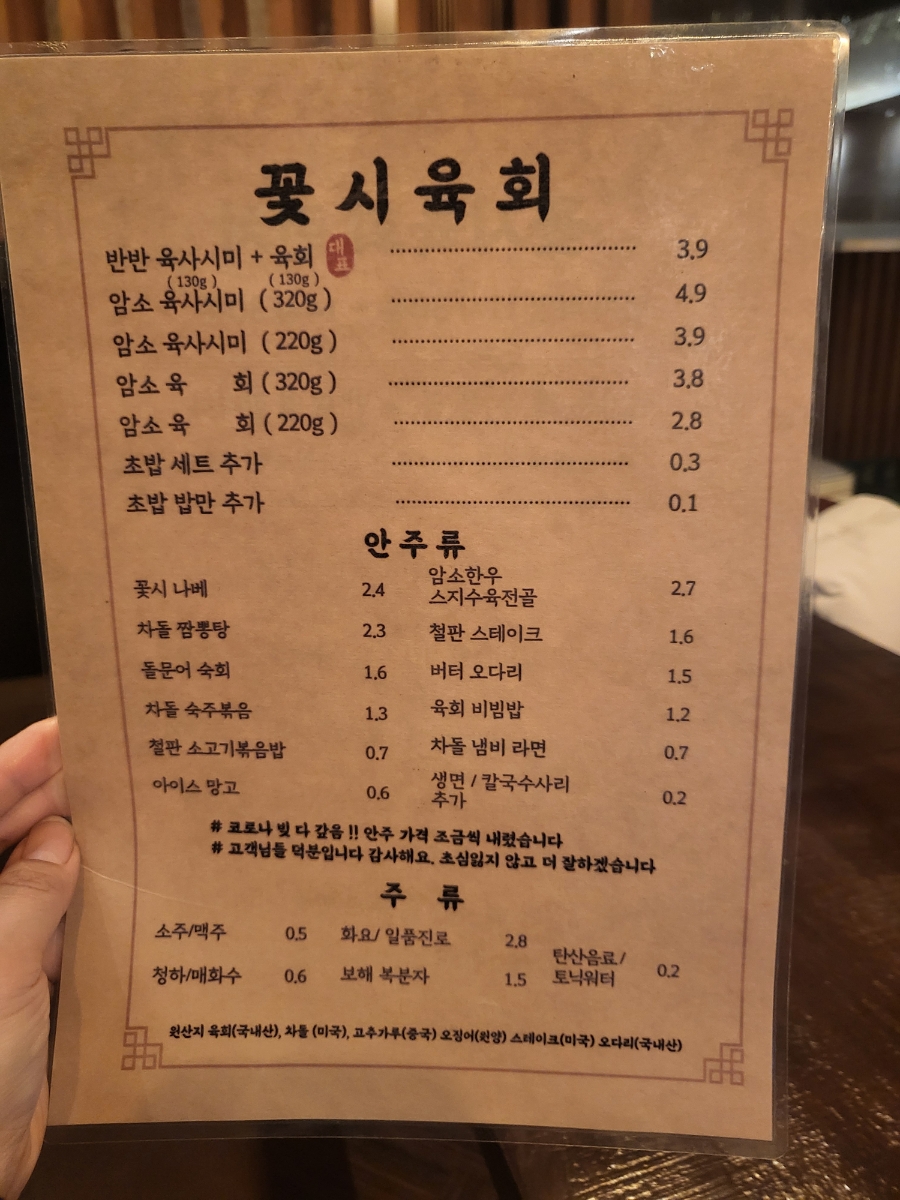 꽃시육회
반반 육사시미 + 육회 대표 3.9
(130g) (130g)
암소 육사시미 (320g) 4.9
암소 육사시미 (220g) 3.9
암소 육 회 (320g) 3.8
암소 육 회 (220g) 2.8
초밥 세트 추가 0.3
초밥 밥만 추가 0.1
안주류
꽃시 나베 2.4
차돌 짬뽕탕 2.3
돌문어 숙회 1.6
차돌 숙주볶음 1.3
철판 소고기볶음밥 0.7
아이스 망고 0.6
암소한우
스지수육전골 2.7
철판 스테이크 1.6
버터 오다리 1.5
육회 비빔밥 1.2
차돌 냄비 라면 0.7
생면 / 칼국수사리
추가 0.2
# 코로나 빚 다 갚음 !! 안주 가격 조금씩 내렸습니다
# 고객님들 덕분입니다 감사해요. 초심잃지 않고 더 잘하겠습니다
주 류
소주/맥주 0.5
청하/매화수 0.6
화요/ 일품진로 2.8
보해 복분자 1.5
탄산음료/
토닉워터 0.2
원산지 육회(국내산), 차돌 (미국), 고추가루(중국) 오징어(원양) 스테이크(미국) 오다리(국내산)